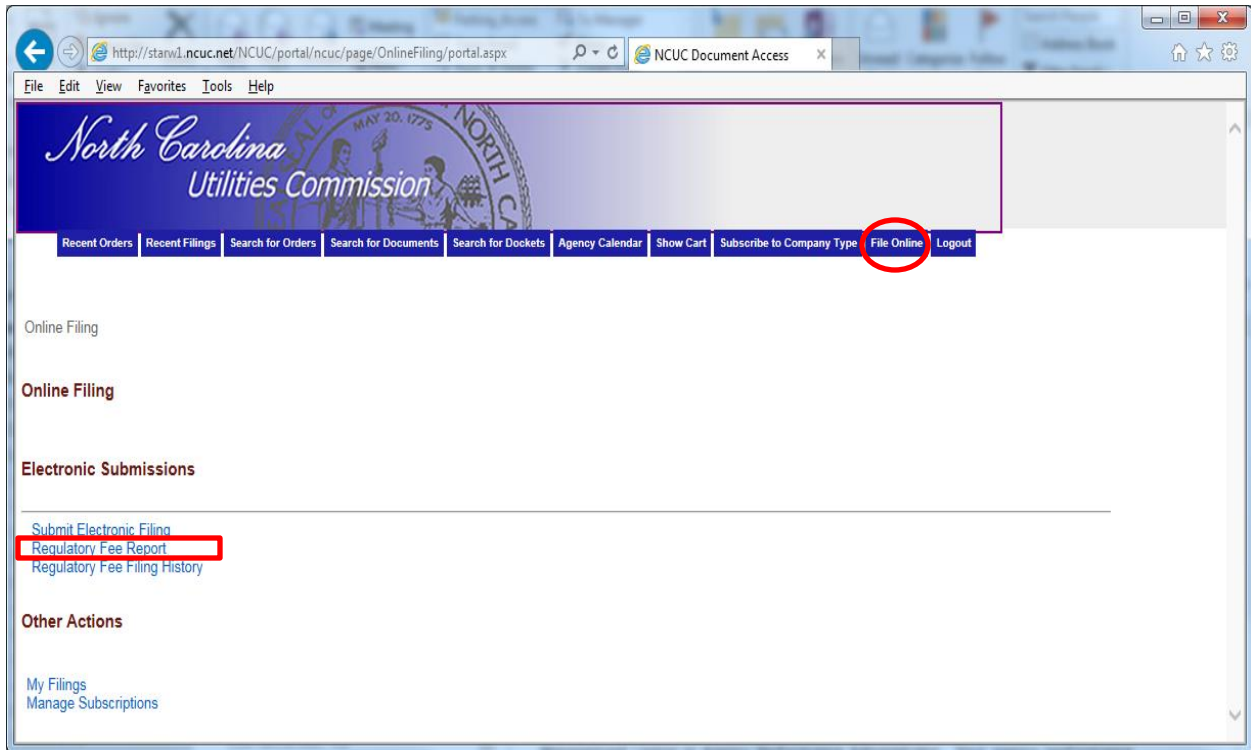 http://starw1.ncuc.net/NCUC/portal/ncuc/page/OnlineFiling/portal.aspx
NCUC Document Access
File Edit View Favorites Tools Help
North Carolina
Utilities Commission
MAY 20, 1775
Recent Orders Recent Filings Search for Orders Search for Documents Search for Dockets Agency Calendar Show Cart Subscribe to Company Type File Online Logout
Online Filing
Online Filing
Electronic Submissions
Submit Electronic Filing
Regulatory Fee Report
Regulatory Fee Filing History
Other Actions
My Filings
Manage Subscriptions